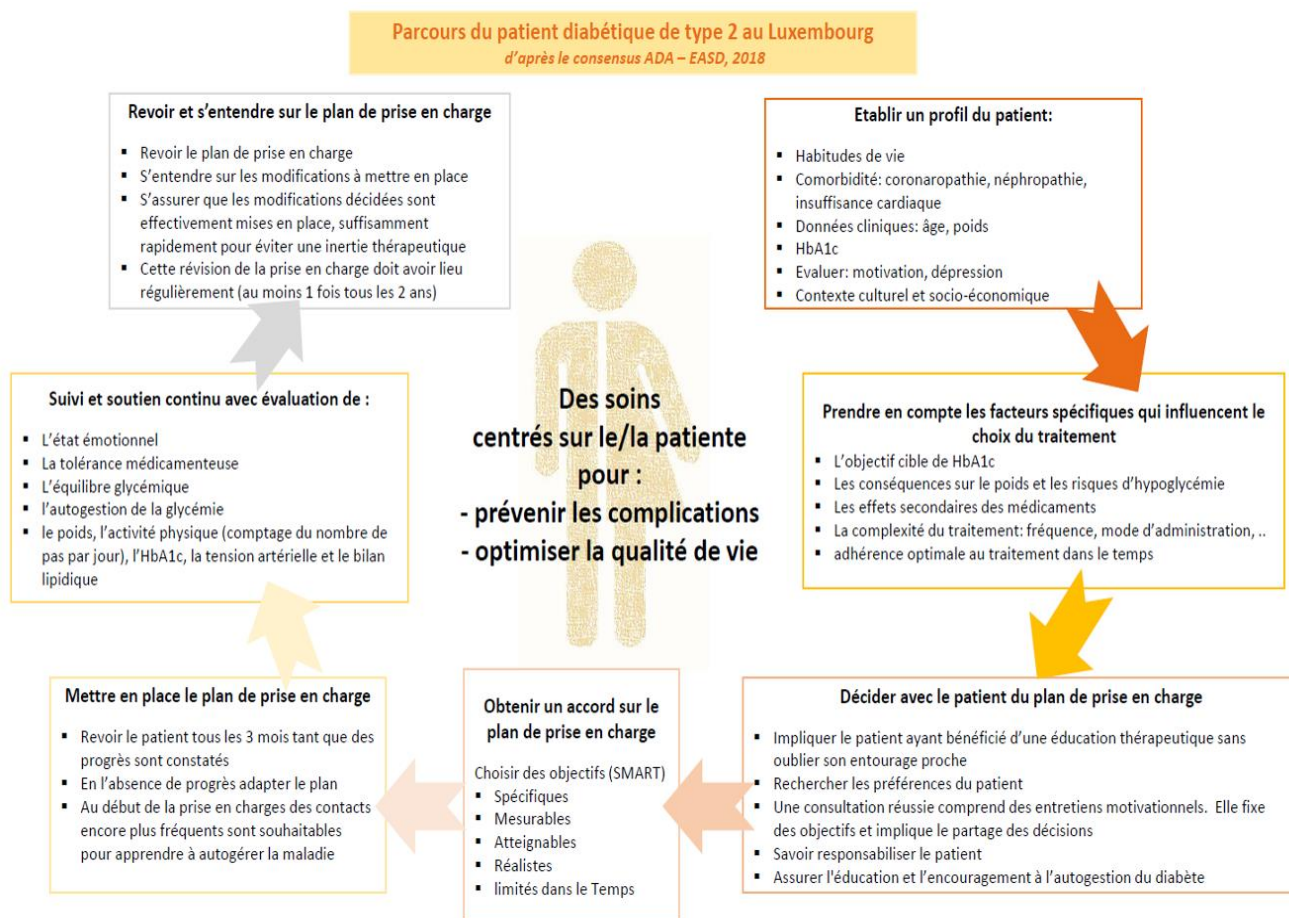 Parcours du patient diabétique de type 2 au Luxembourg
d'après le consensus ADA – EASD, 2018
Etablir un profil du patient:
▪ Habitudes de vie
▪ Comorbidité: coronaropathie, néphropathie,
insuffisance cardiaque
▪ Données cliniques: âge, poids
▪ HbA1c
▪ Evaluer: motivation, dépression
▪ Contexte culturel et socio-économique
Prendre en compte les facteurs spécifiques qui influencent le
choix du traitement
▪ L'objectif cible de HbA1c
▪ Les conséquences sur le poids et les risques d'hypoglycémie
▪ Les effets secondaires des médicaments
▪ La complexité du traitement: fréquence, mode d'administration, ..
▪ adhérence optimale au traitement dans le temps
Décider avec le patient du plan de prise en charge
▪ Impliquer le patient ayant bénéficié d'une éducation thérapeutique sans
oublier son entourage proche
▪ Rechercher les préférences du patient
▪ Une consultation réussie comprend des entretiens motivationnels. Elle fixe
des objectifs et implique le partage des décisions
▪ Savoir responsabiliser le patient
▪ Assurer l'éducation et l'encouragement à l'autogestion du diabète
Obtenir un accord sur le
plan de prise en charge
Choisir des objectifs (SMART)
▪ Spécifiques
▪ Mesurables
▪ Atteignables
▪ Réalistes
▪ limités dans le Temps
Mettre en place le plan de prise en charge
▪ Revoir le patient tous les 3 mois tant que des
progrès sont constatés
▪ En l'absence de progrès adapter le plan
▪ Au début de la prise en charges des contacts
encore plus fréquents sont souhaitables
pour apprendre à autogérer la maladie
Suivi et soutien continu avec évaluation de :
▪ L'état émotionnel
▪ La tolérance médicamenteuse
▪ L'équilibre glycémique
▪ l'autogestion de la glycémie
▪ le poids, l'activité physique (comptage du nombre de
pas par jour), l'HbA1c, la tension artérielle et le bilan
lipidique
Revoir et s'entendre sur le plan de prise en charge
▪ Revoir le plan de prise en charge
▪ S'entendre sur les modifications à mettre en place
▪ S'assurer que les modifications décidées sont
effectivement mises en place, suffisamment
rapidement pour éviter une inertie thérapeutique
▪ Cette révision de la prise en charge doit avoir lieu
régulièrement (au moins 1 fois tous les 2 ans)
Des soins
centrés sur le/la patiente
pour :
- prévenir les complications
- optimiser la qualité de vie